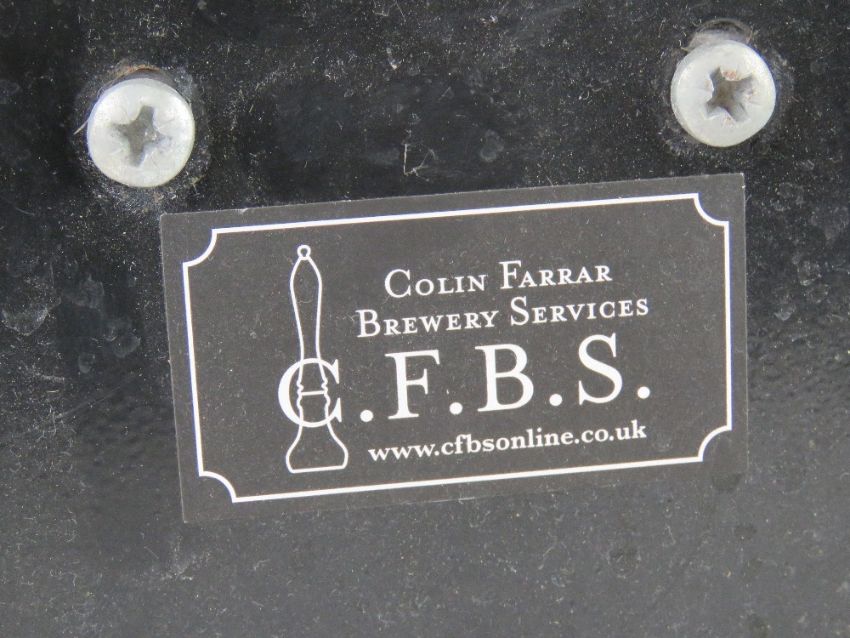 Colin Farrar
Brewery Services
C.F.B.S.
www.cfbsonline.co.uk